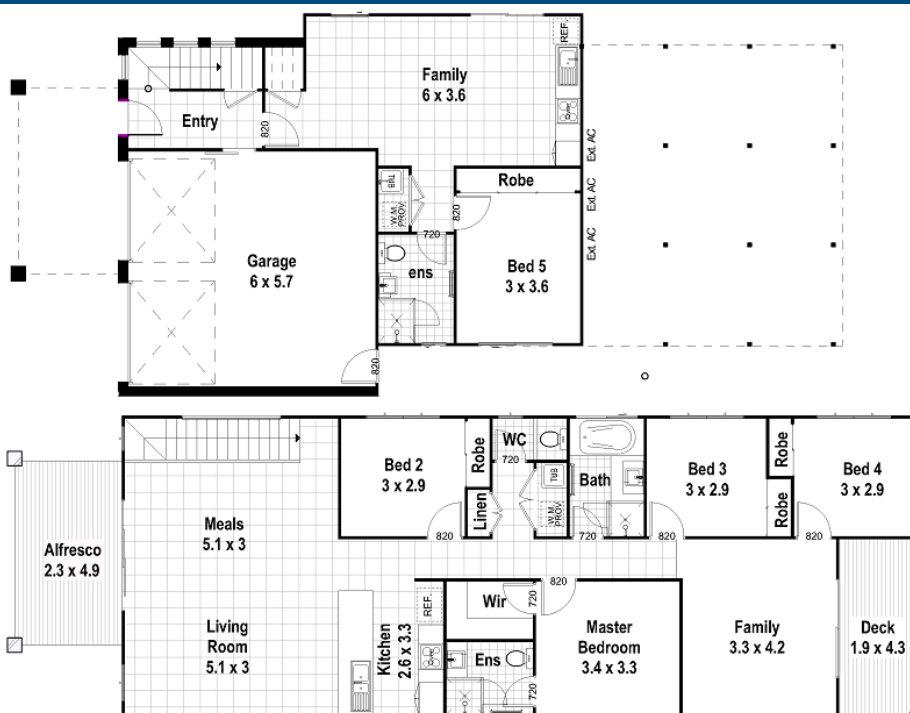 REF.
Family
6 x 3.6
Entry
820
Ext. AC
Ext. AC
Ext. AC
TUB
W.M.
PROV.
Robe
820
720
Garage
6 x 5.7
ens
Bed 5
3 x 3.6
820
Bed 2
3 x 2.9
Robe
WC
720
TUB
Bath
Bed 3
3 x 2.9
Robe
Bed 4
3 x 2.9
Linen
W.M.
PROV.
Robe
Meals
5.1 x 3
820
720
820
820
Alfresco
2.3 x 4.9
820
Wir
720
REF.
Living
Room
5.1 x 3
Kitchen
2.6 x 3.3
Master
Bedroom
3.4 x 3.3
Family
3.3 x 4.2
Deck
1.9 x 4.3
Ens
720